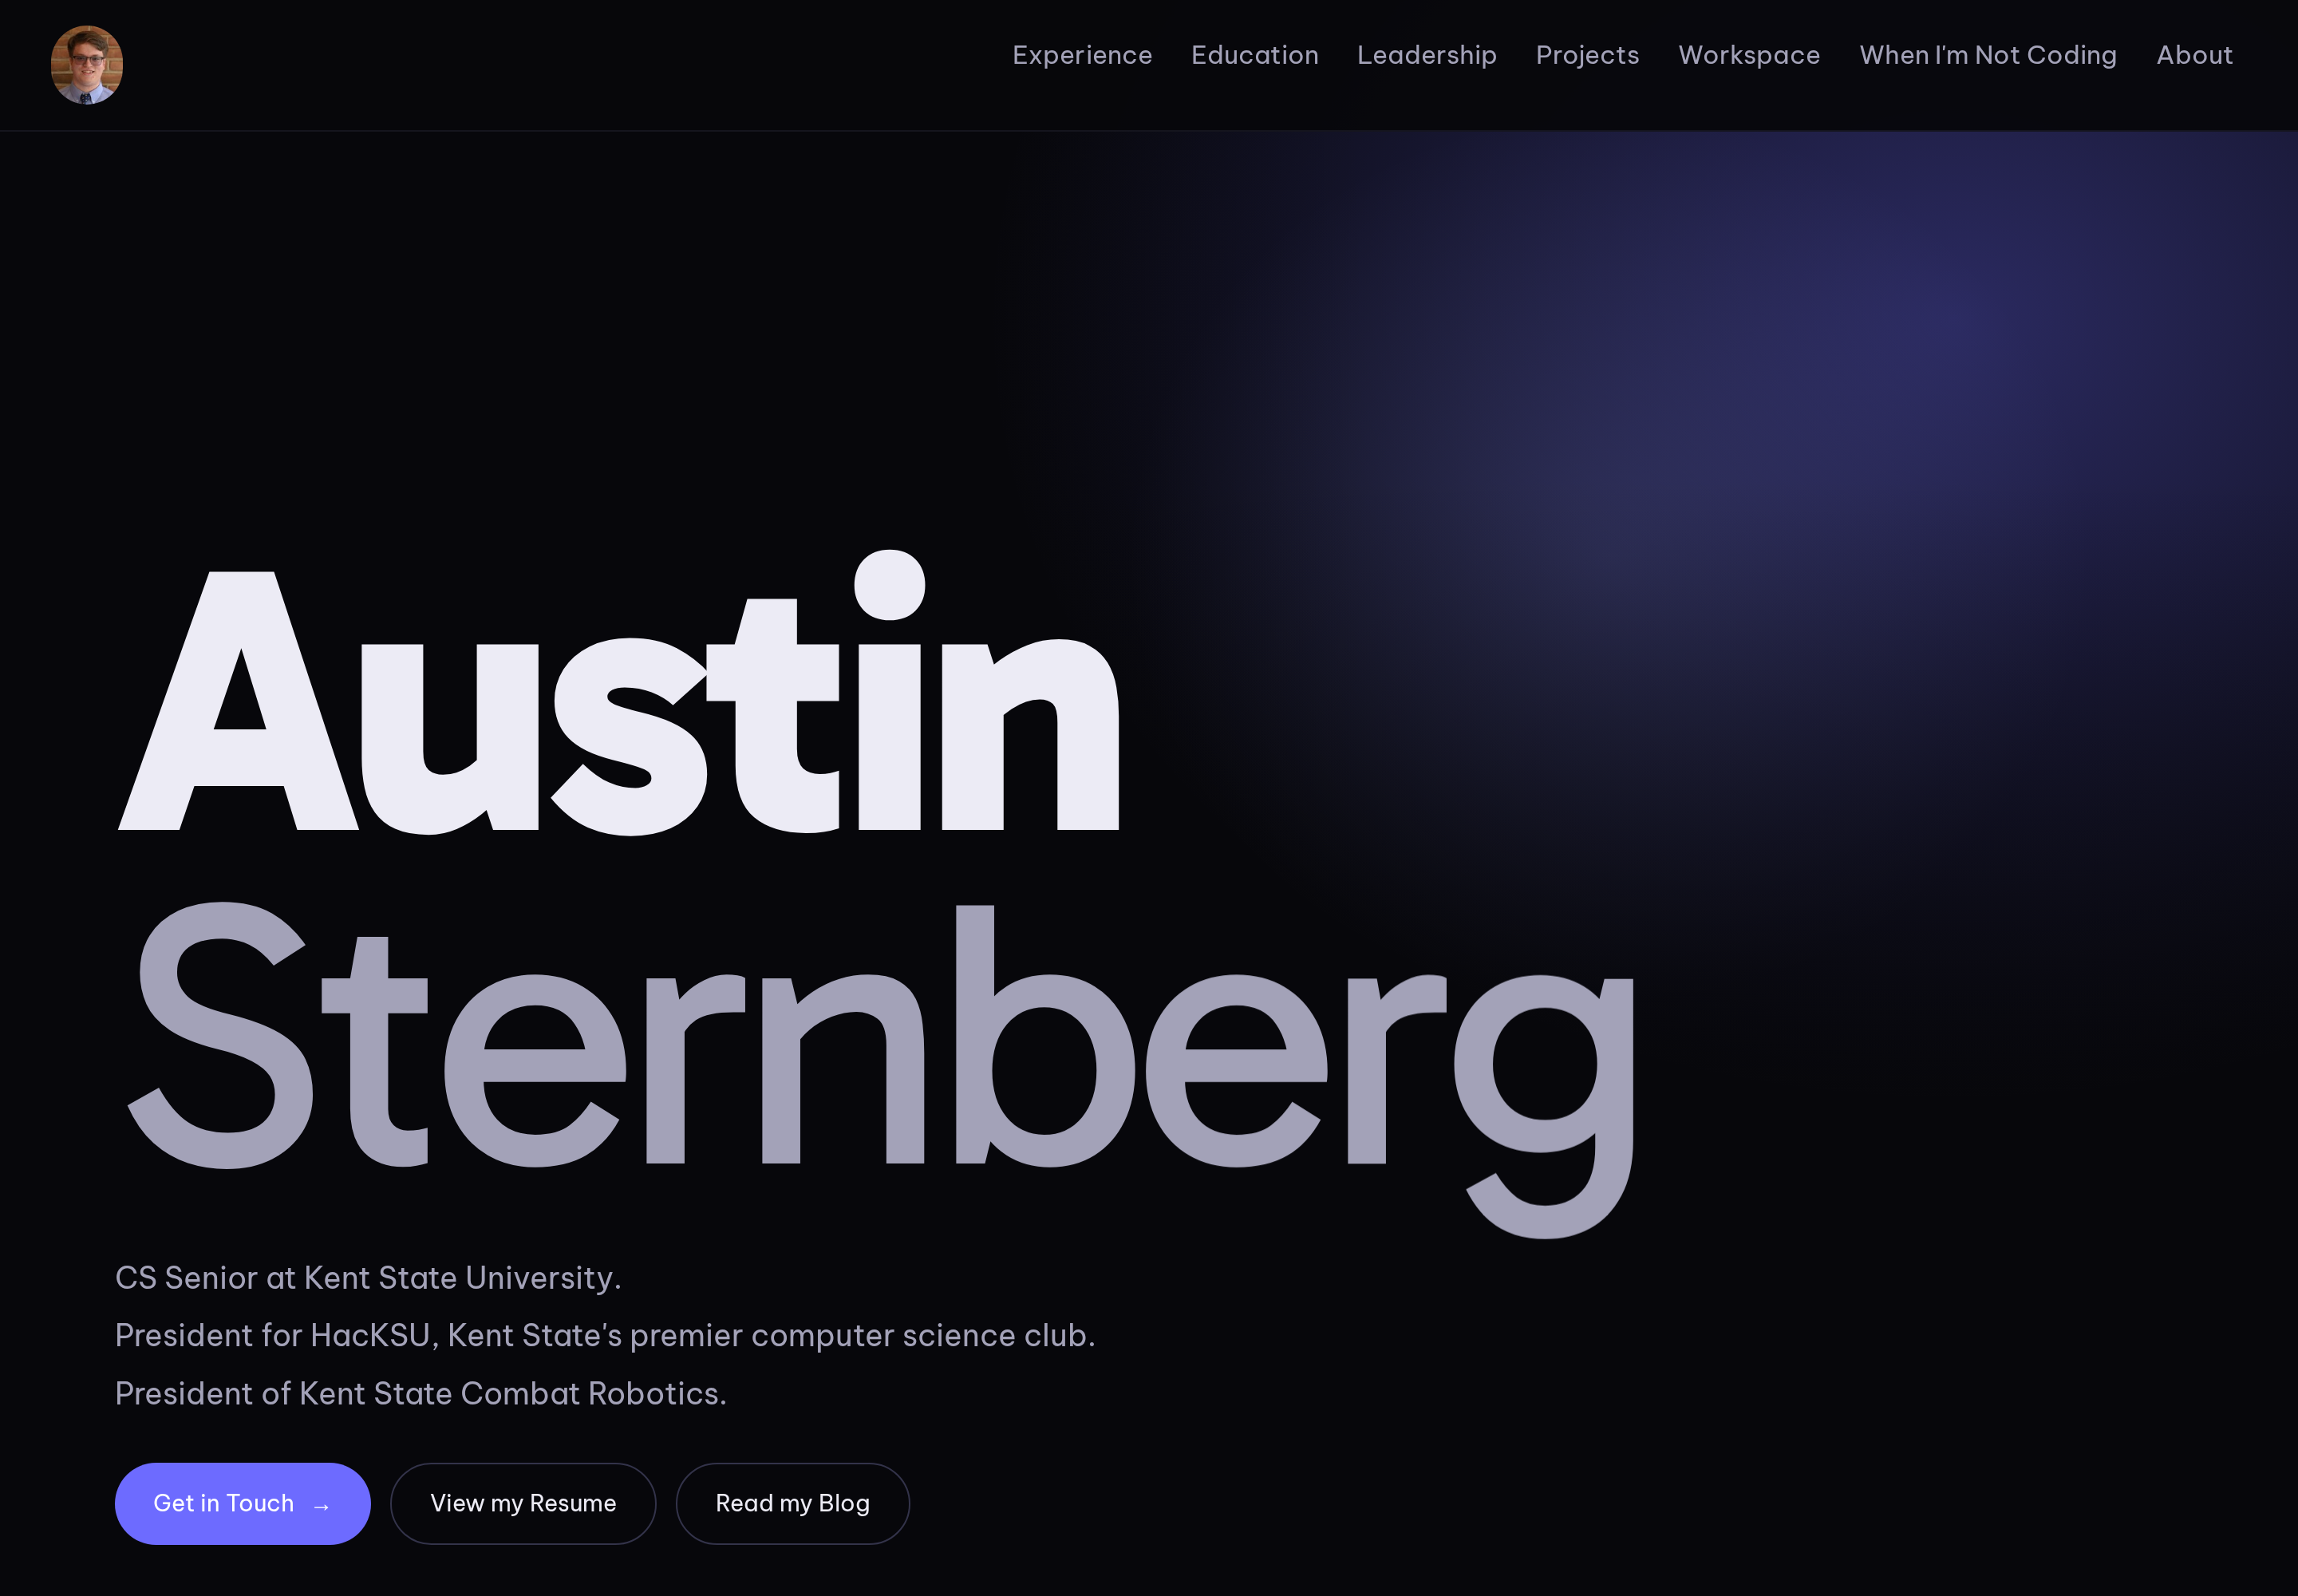 Experience Education Leadership Projects Workspace When I'm Not Coding About
Austin
Sternberg
CS Senior at Kent State University.
President for HacKSU, Kent State's premier computer science club.
President of Kent State Combat Robotics.
Get in Touch → View my Resume Read my Blog